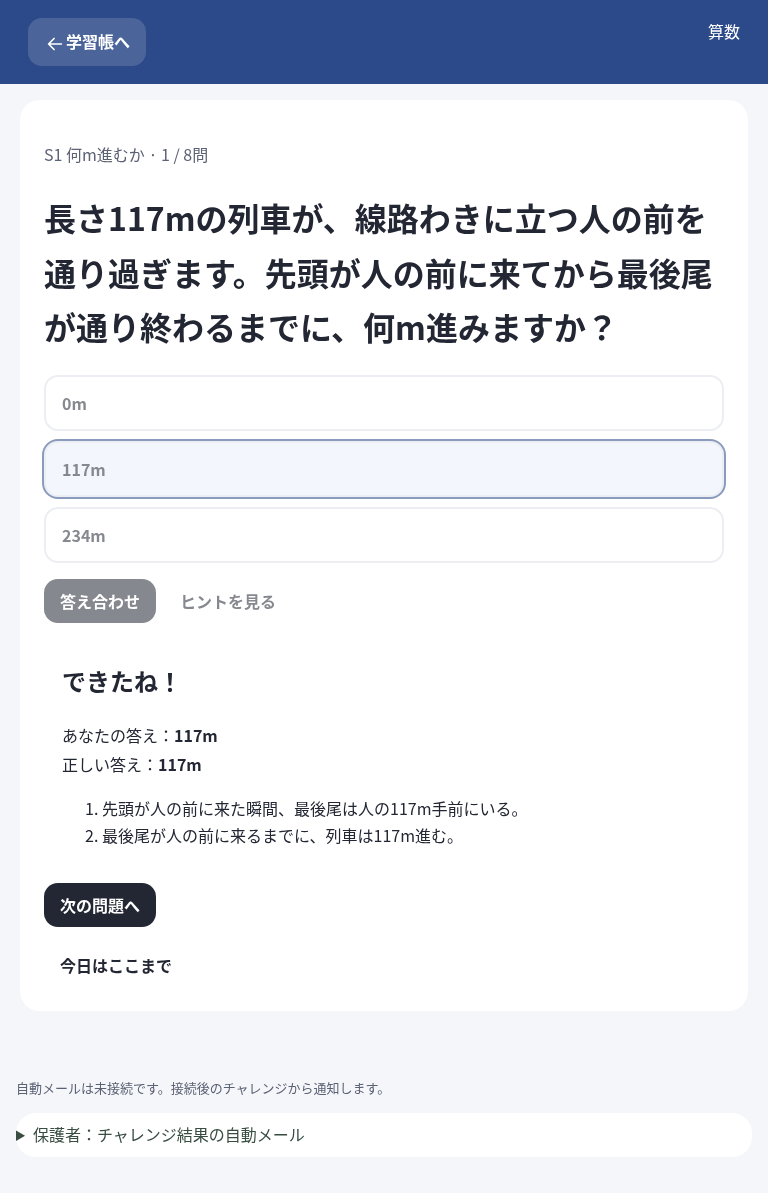 ← 学習帳へ
算数
S1 何m進むか · 1 / 8問
長さ117mの列車が、線路わきに立つ人の前を
通り過ぎます。先頭が人の前に来てから最後尾
が通り終わるまでに、何m進みますか？
0m
117m
234m
答え合わせ
ヒントを見る
できたね！
あなたの答え：117m
正しい答え：117m
1. 先頭が人の前に来た瞬間、最後尾は人の117m手前にいる。
2. 最後尾が人の前に来るまでに、列車は117m進む。
次の問題へ
今日はここまで
自動メールは未接続です。接続後のチャレンジから通知します。
▶ 保護者：チャレンジ結果の自動メール